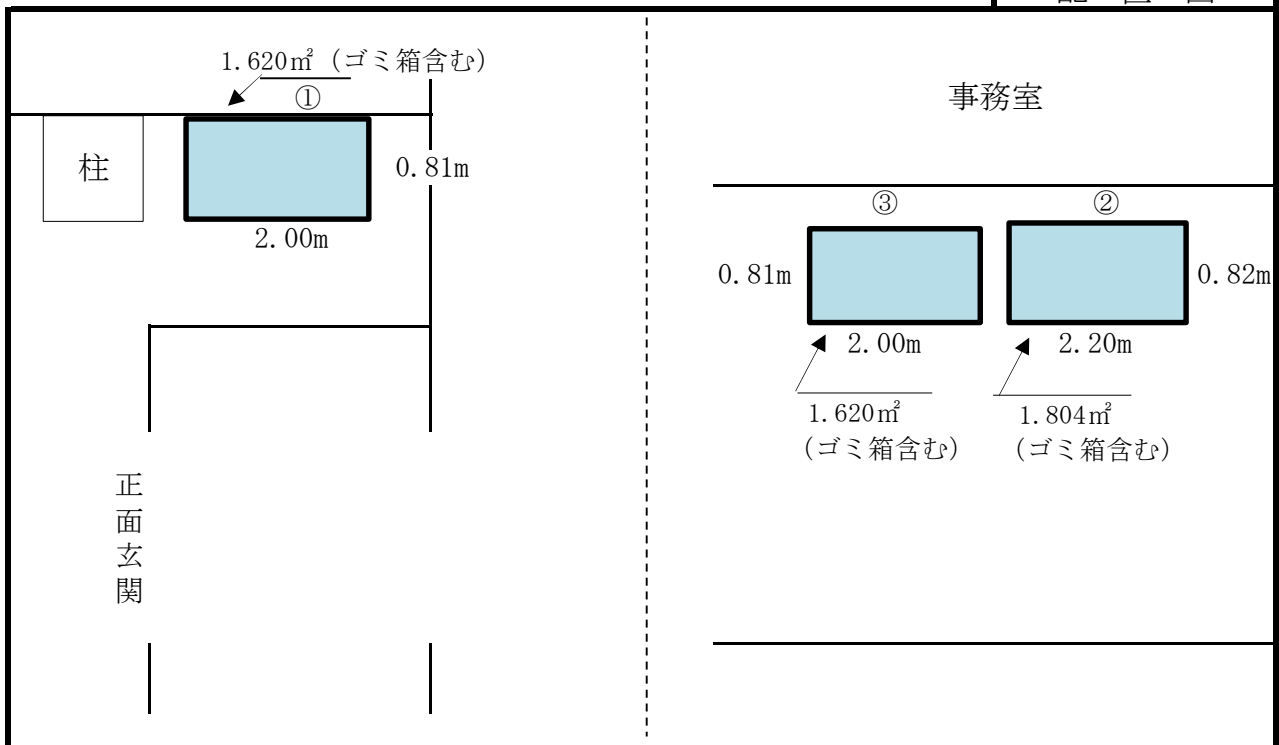 1.620㎡（ゴミ箱含む）
①
柱
0.81m
2.00m
正面玄関
事務室
③
②
0.81m
0.82m
2.00m
2.20m
1.620㎡
（ゴミ箱含む）
1.804㎡
（ゴミ箱含む）